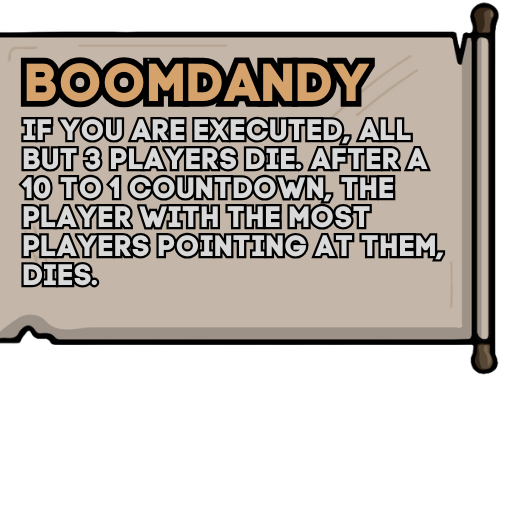 BOOMDANDY
IF YOU ARE EXECUTED, ALL
BUT 3 PLAYERS DIE. AFTER A
10 TO 1 COUNTDOWN, THE
PLAYER WITH THE MOST
PLAYERS POINTING AT THEM,
DIES.